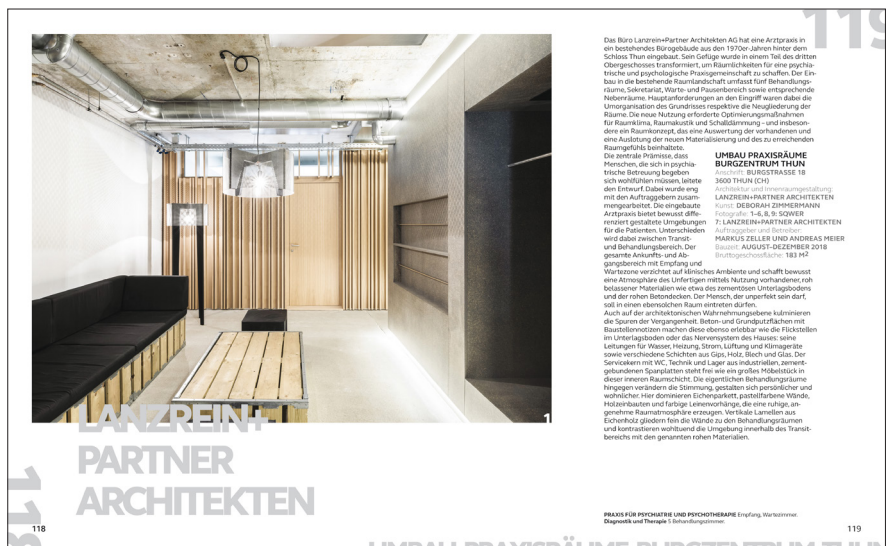 119
Das Büro Lanzrein+Partner Architekten AG hat eine Arztpraxis in
ein bestehendes Bürogebäude aus den 1970er-Jahren hinter dem
Schloss Thun eingebaut. Sein Gefüge wurde in einem Teil des dritten
Obergeschosses transformiert, um Räumlichkeiten für eine psychia-
trische und psychologische Praxisgemeinschaft zu schaffen. Der Ein-
bau in die bestehende Raumlandschaft umfasst fünf Behandlungs-
räume, Sekretariat, Warte- und Pausenbereich sowie entsprechende
Nebenräume. Hauptanforderungen an den Eingriff waren dabei die
Umorganisation des Grundrisses respektive die Neugliederung der
Räume. Die neue Nutzung erforderte Optimierungsmaßnahmen
für Raumklima, Raumakustik und Schalldämmung – und insbeson-
dere ein Raumkonzept, das eine Auswertung der vorhandenen und
eine Auslotung der neuen Materialisierung und des zu erreichenden
Raumgefühls beinhaltete.
Die zentrale Prämisse, dass
Menschen, die sich in psychia-
trische Betreuung begeben
sich wohlfühlen müssen, leitete
den Entwurf. Dabei wurde eng
mit den Auftraggebern zusam-
mengearbeitet. Die eingebaute
Arztpraxis bietet bewusst diffe-
renziert gestaltete Umgebungen
für die Patienten. Unterschieden
wird dabei zwischen Transit-
und Behandlungsbereich. Der
gesamte Ankunfts- und Ab-
gangsbereich mit Empfang und
Wartezone verzichtet auf klinisches Ambiente und schafft bewusst
eine Atmosphäre des Unfertigen mittels Nutzung vorhandener, roh
belassener Materialien wie etwa des zementösen Unterlagsbodens
und der rohen Betondecken. Der Mensch, der unperfekt sein darf,
soll in einen ebensolchen Raum eintreten dürfen.
Auch auf der architektonischen Wahrnehmungsebene kulminieren
die Spuren der Vergangenheit. Beton- und Grundputzflächen mit
Baustellennotizen machen diese ebenso erlebbar wie die Flickstellen
im Unterlagsboden oder das Nervensystem des Hauses: seine
Leitungen für Wasser, Heizung, Strom, Lüftung und Klimageräte
sowie verschiedene Schichten aus Gips, Holz, Blech und Glas. Der
Servicekern mit WC, Technik und Lager aus industriellen, zement-
gebundenen Spanplatten steht frei wie ein großes Möbelstück in
dieser inneren Raumschicht. Die eigentlichen Behandlungsräume
hingegen verändern die Stimmung, gestalten sich persönlicher und
wohnlicher. Hier dominieren Eichenparkett, pastellfarbene Wände,
Holzeinbauten und farbige Leinenvorhänge, die eine ruhige, an-
genehme Raumatmosphäre erzeugen. Vertikale Lamellen aus
Eichenholz gliedern fein die Wände zu den Behandlungsräumen
und kontrastieren wohltuend die Umgebung innerhalb des Transit-
bereichs mit den genannten rohen Materialien.
UMBAU PRAXISRÄUME
BURGZENTRUM THUN
Anschrift: BURGSTRASSE 18
3600 THUN (CH)
Architektur und Innenraumgestaltung:
LANZREIN+PARTNER ARCHITEKTEN
Kunst: DEBORAH ZIMMERMANN
Fotografie: 1–6, 8, 9: SQWER
7: LANZREIN+PARTNER ARCHITEKTEN
Auftraggeber und Betreiber:
MARKUS ZELLER UND ANDREAS MEIER
Bauzeit: AUGUST–DEZEMBER 2018
Bruttogeschossfläche: 183 M2
1
LANZREIN+
PARTNER
ARCHITEKTEN
118
118
PRAXIS FÜR PSYCHIATRIE UND PSYCHOTHERAPIE Empfang, Wartezimmer.
Diagnostik und Therapie 5 Behandlungszimmer.
119
UMBAU PRAXISRÄUME BURGZENTRUM THUN